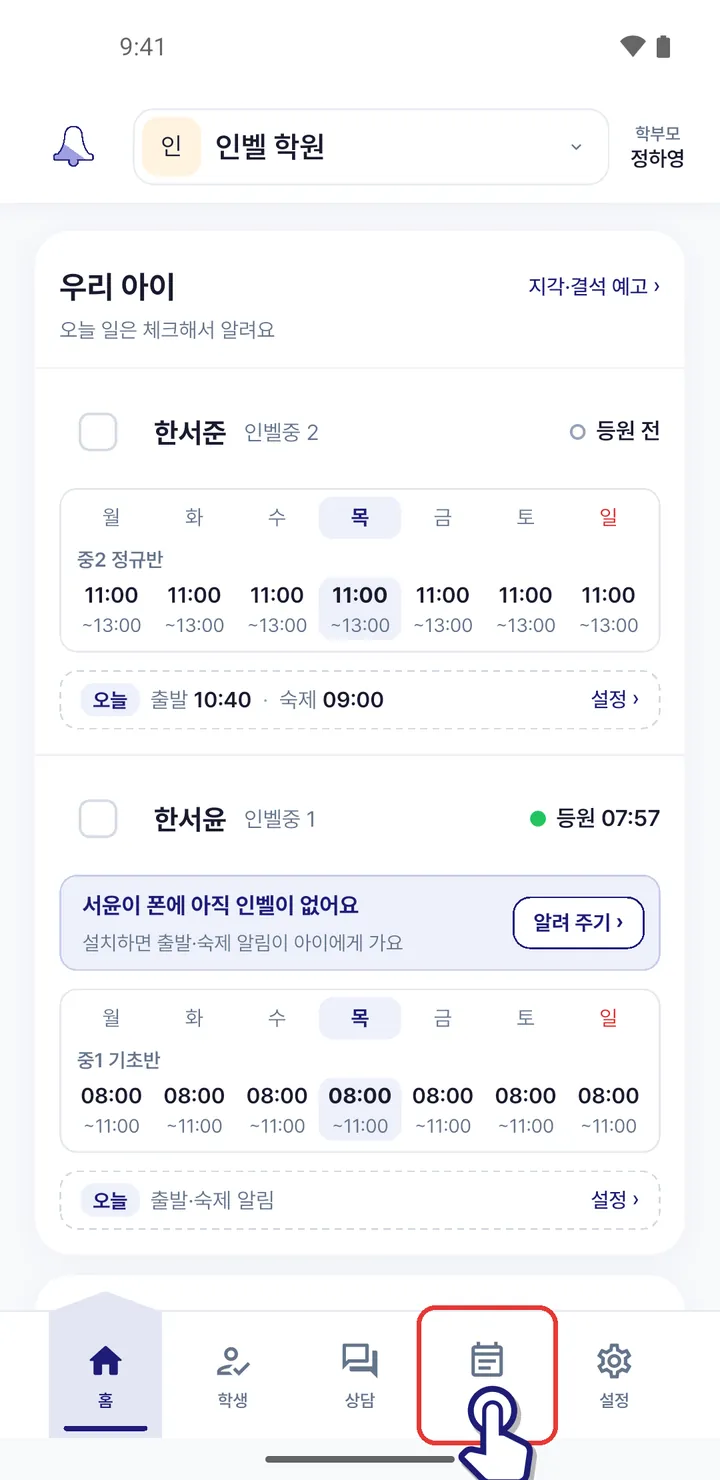 9:41
인 인벨 학원
학부모
정하영
우리 아이
지각·결석 예고 ›
오늘 일은 체크해서 알려요
한서준 인벨중 2
등원 전
월 화 수 목 금 토 일
중2 정규반
11:00 11:00 11:00 11:00 11:00 11:00 11:00
~13:00 ~13:00 ~13:00 ~13:00 ~13:00 ~13:00 ~13:00
오늘 출발 10:40 · 숙제 09:00 설정 ›
한서윤 인벨중 1
등원 07:57
서윤이 폰에 아직 인벨이 없어요
설치하면 출발·숙제 알림이 아이에게 가요
알려 주기 ›
월 화 수 목 금 토 일
중1 기초반
08:00 08:00 08:00 08:00 08:00 08:00 08:00
~11:00 ~11:00 ~11:00 ~11:00 ~11:00 ~11:00 ~11:00
오늘 출발·숙제 알림 설정 ›
홈 학생 상담 설정